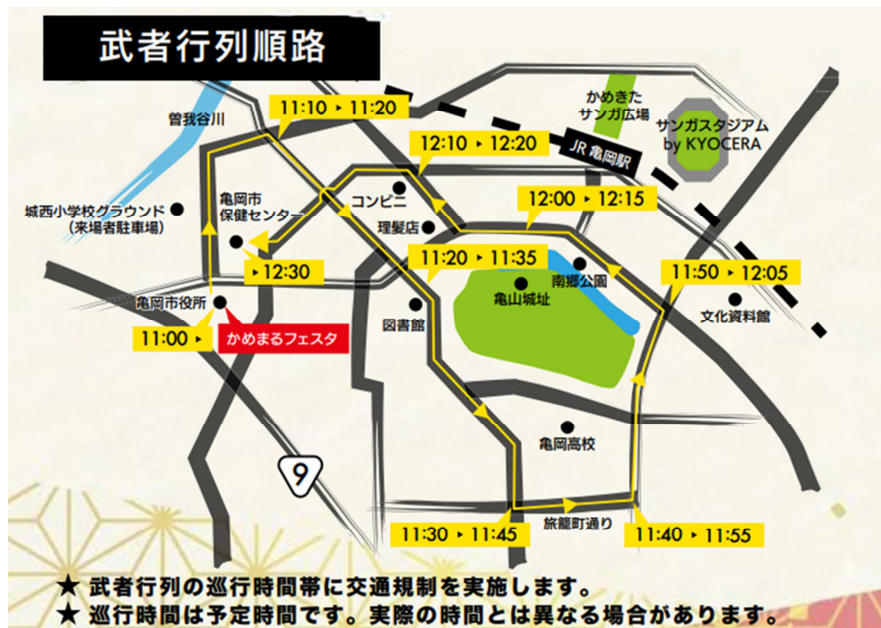 武者行列順路
11:10 ▸ 11:20
曽我谷川
かめきた
サンガ広場
サンガスタジアム
by KYOCERA
JR 亀岡駅
12:10 ▸ 12:20
亀岡市
保健センター
コンビニ
12:00 ▸ 12:15
城西小学校グラウンド
(来場者駐車場)
理髪店
▸ 12:30
11:20 ▸ 11:35
南郷公園
11:50 ▸ 12:05
亀山城址
亀岡市役所
図書館
文化資料館
11:00 ▸
かめまるフェスタ
亀岡高校
9
11:30 ▸ 11:45
旅籠町通り
11:40 ▸ 11:55
★ 武者行列の巡行時間帯に交通規制を実施します。
★ 巡行時間は予定時間です。実際の時間とは異なる場合があります。